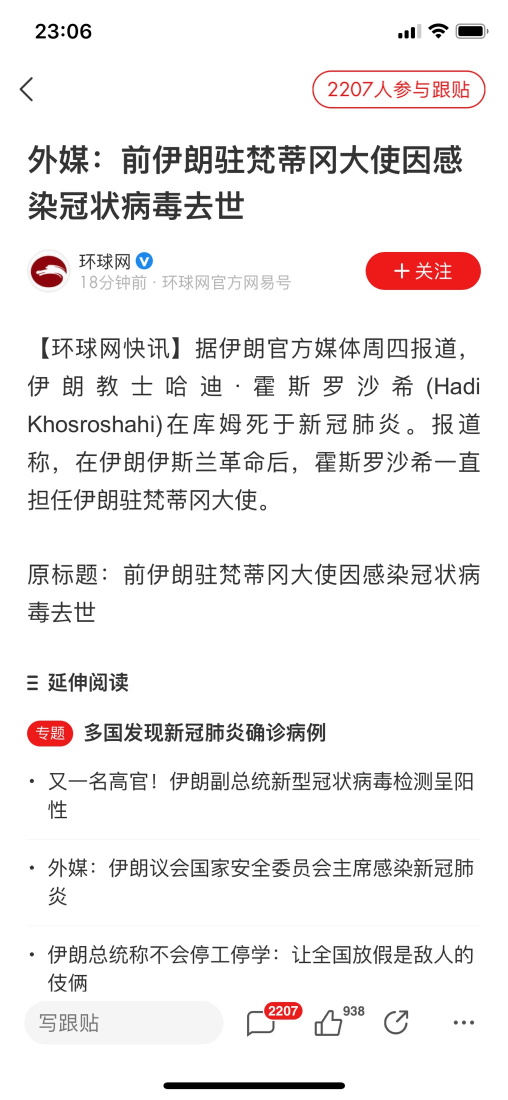 23:06
2207人参与跟贴
外媒：前伊朗驻梵蒂冈大使因感
染冠状病毒去世
环球网
18分钟前 · 环球网官方网易号
+关注
【环球网快讯】据伊朗官方媒体周四报道，
伊朗教士哈迪·霍斯罗沙希(Hadi
Khosroshahi)在库姆死于新冠肺炎。报道
称，在伊朗伊斯兰革命后，霍斯罗沙希一直
担任伊朗驻梵蒂冈大使。
原标题：前伊朗驻梵蒂冈大使因感染冠状病
毒去世
延伸阅读
专题 多国发现新冠肺炎确诊病例
· 又一名高官！伊朗副总统新型冠状病毒检测呈阳
性
· 外媒：伊朗议会国家安全委员会主席感染新冠肺
炎
· 伊朗总统称不会停工停学：让全国放假是敌人的
伎俩
写跟贴
2207
938